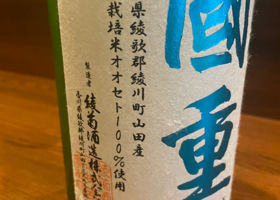 國重
県綾歌郡綾川町山田産
栽培米オオセト100%使用
製造者
綾菊酒造株式会社